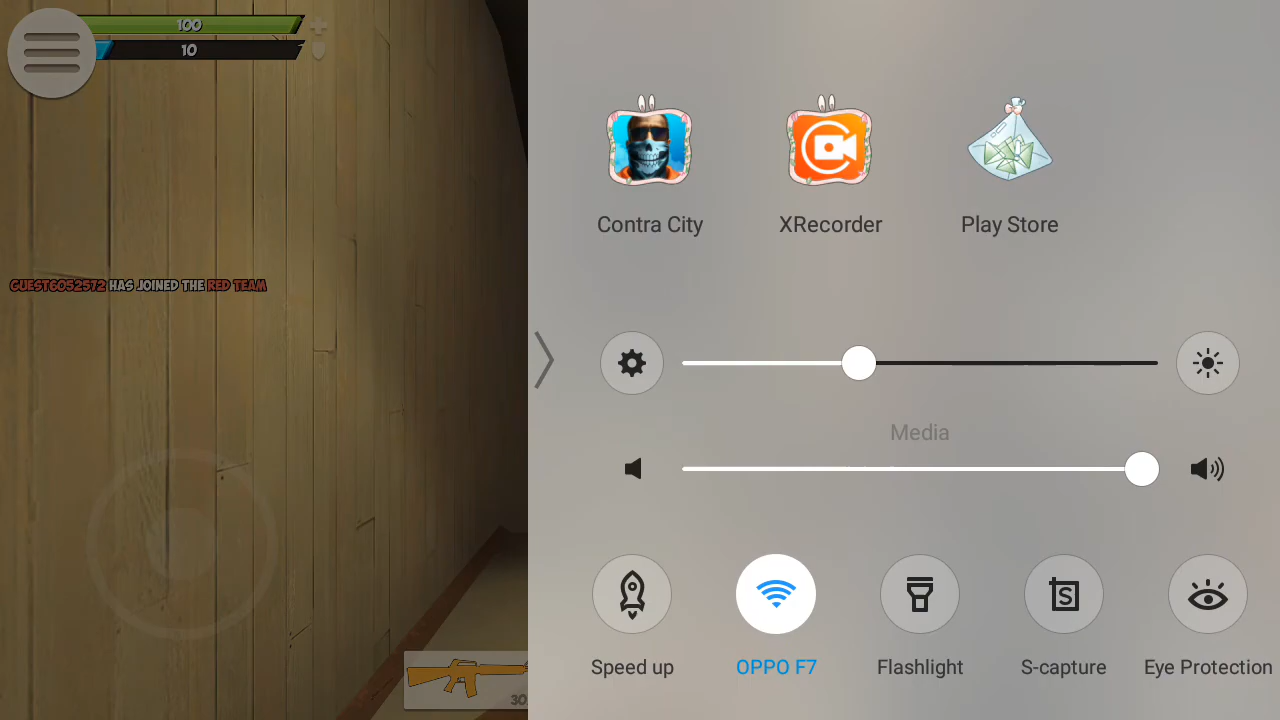 100
10
GUEST6052572 HAS JOINED THE RED TEAM
30
Contra City
XRecorder
Play Store
Media
S
Speed up
OPPO F7
Flashlight
S-capture
Eye Protection